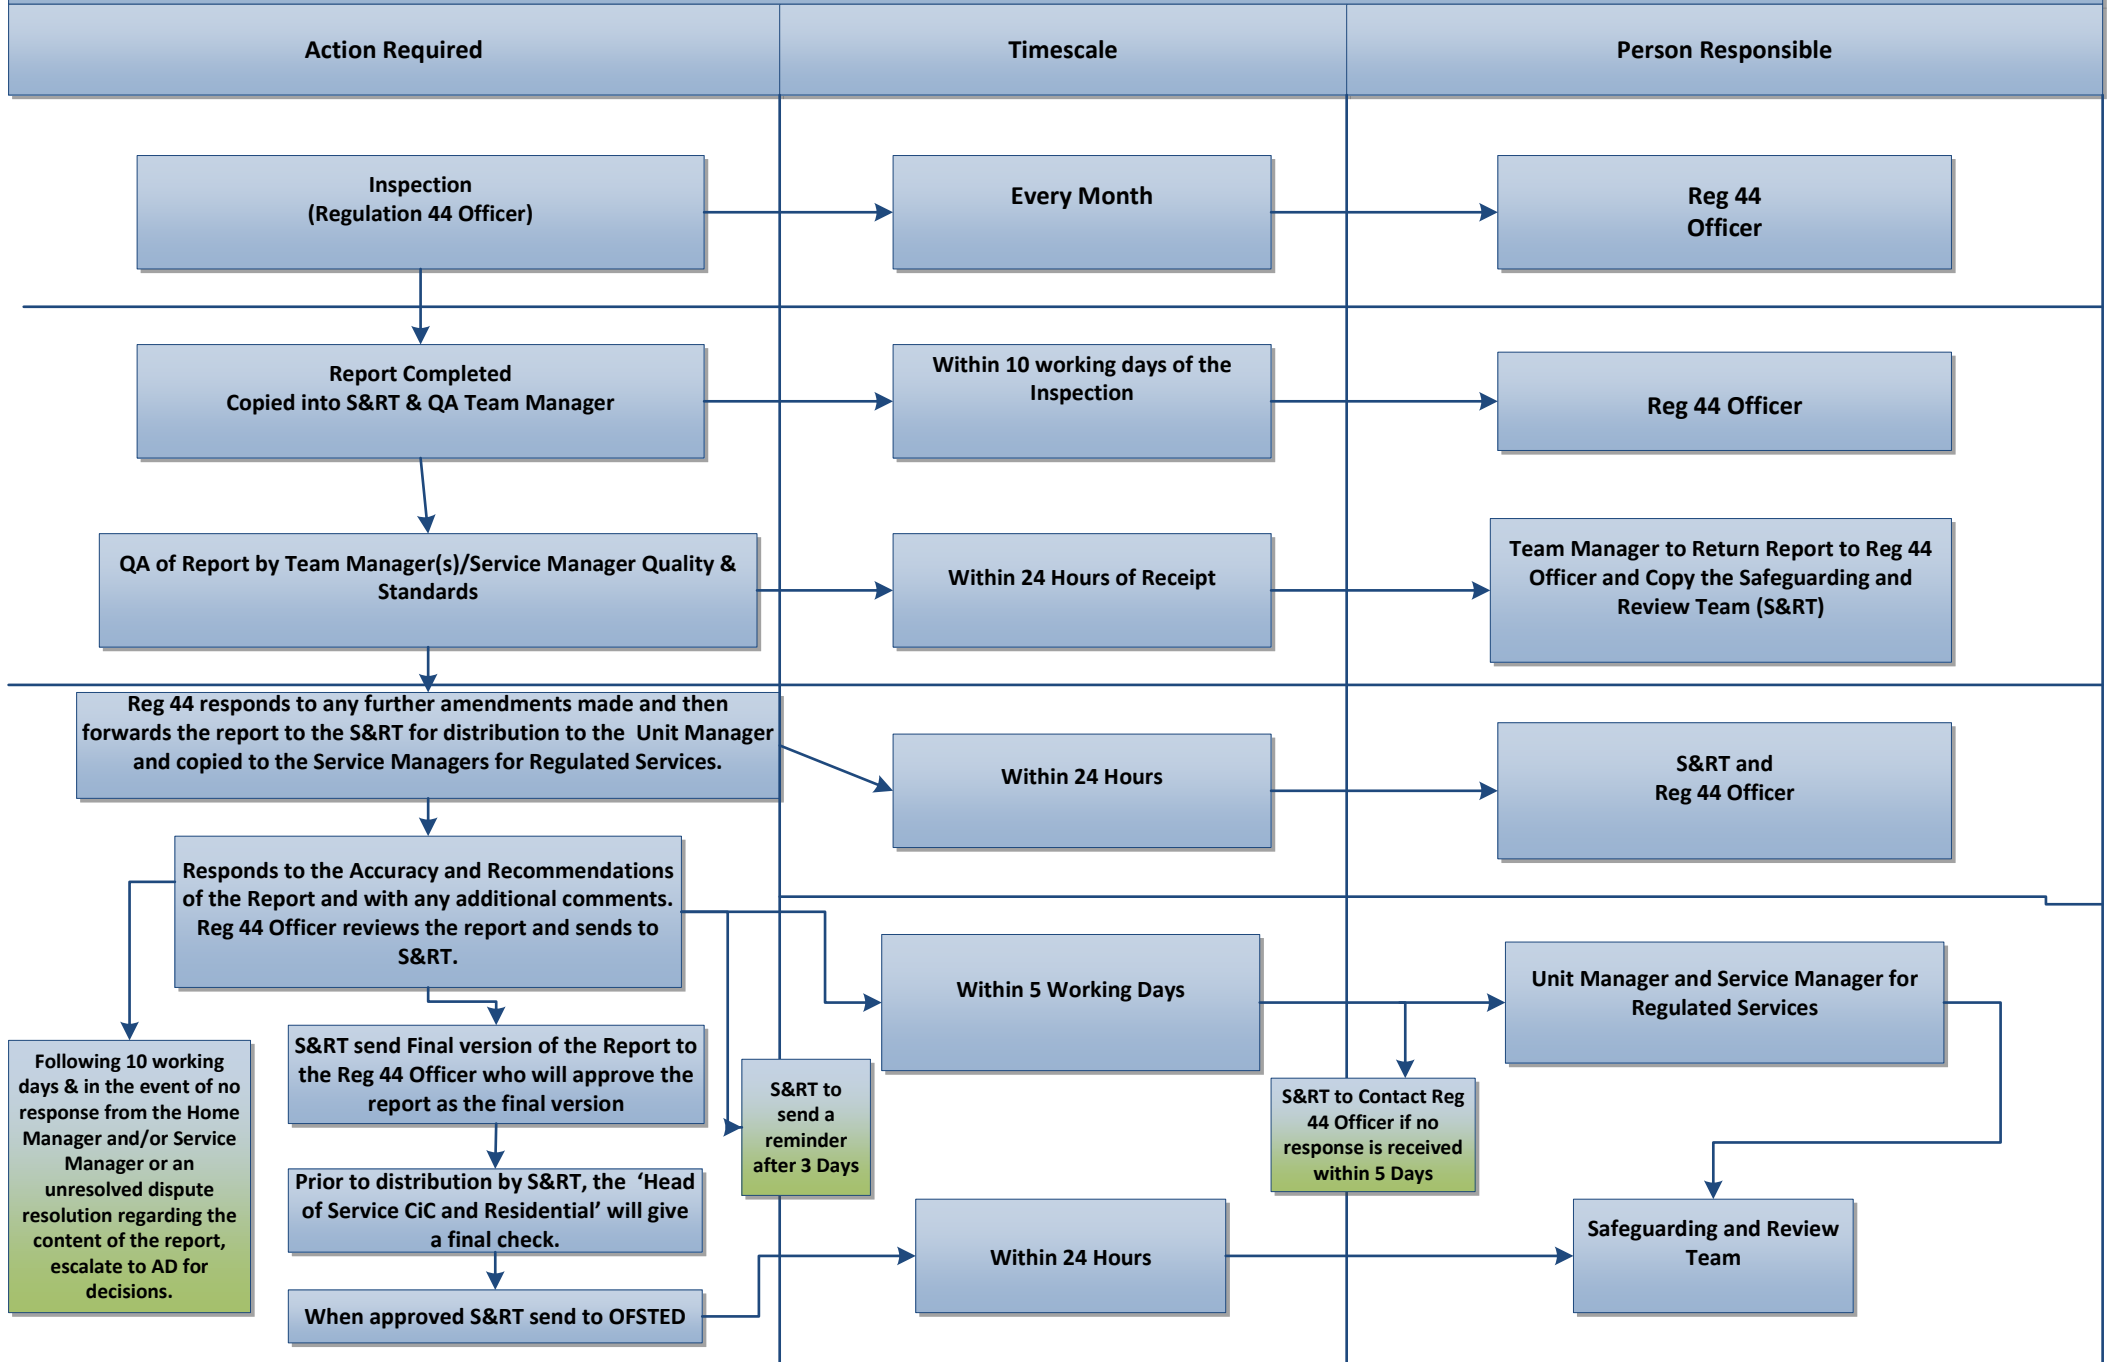 Action Required
Timescale
Person Responsible
Inspection
(Regulation 44 Officer)
Every Month
Reg 44
Officer
Report Completed
Copied into S&RT & QA Team Manager
Within 10 working days of the
Inspection
Reg 44 Officer
QA of Report by Team Manager(s)/Service Manager Quality &
Standards
Within 24 Hours of Receipt
Team Manager to Return Report to Reg 44
Officer and Copy the Safeguarding and
Review Team (S&RT)
Reg 44 responds to any further amendments made and then
forwards the report to the S&RT for distribution to the Unit Manager
and copied to the Service Managers for Regulated Services.
Within 24 Hours
S&RT and
Reg 44 Officer
Responds to the Accuracy and Recommendations
of the Report and with any additional comments.
Reg 44 Officer reviews the report and sends to
S&RT.
Within 5 Working Days
Unit Manager and Service Manager for
Regulated Services
Following 10 working
days & in the event of no
response from the Home
Manager and/or Service
Manager or an
unresolved dispute
resolution regarding the
content of the report,
escalate to AD for
decisions.
S&RT send Final version of the Report to
the Reg 44 Officer who will approve the
report as the final version
S&RT to
send a
reminder
after 3 Days
S&RT to Contact Reg
44 Officer if no
response is received
within 5 Days
Prior to distribution by S&RT, the ‘Head
of Service CiC and Residential’ will give
a final check.
When approved S&RT send to OFSTED
Within 24 Hours
Safeguarding and Review
Team